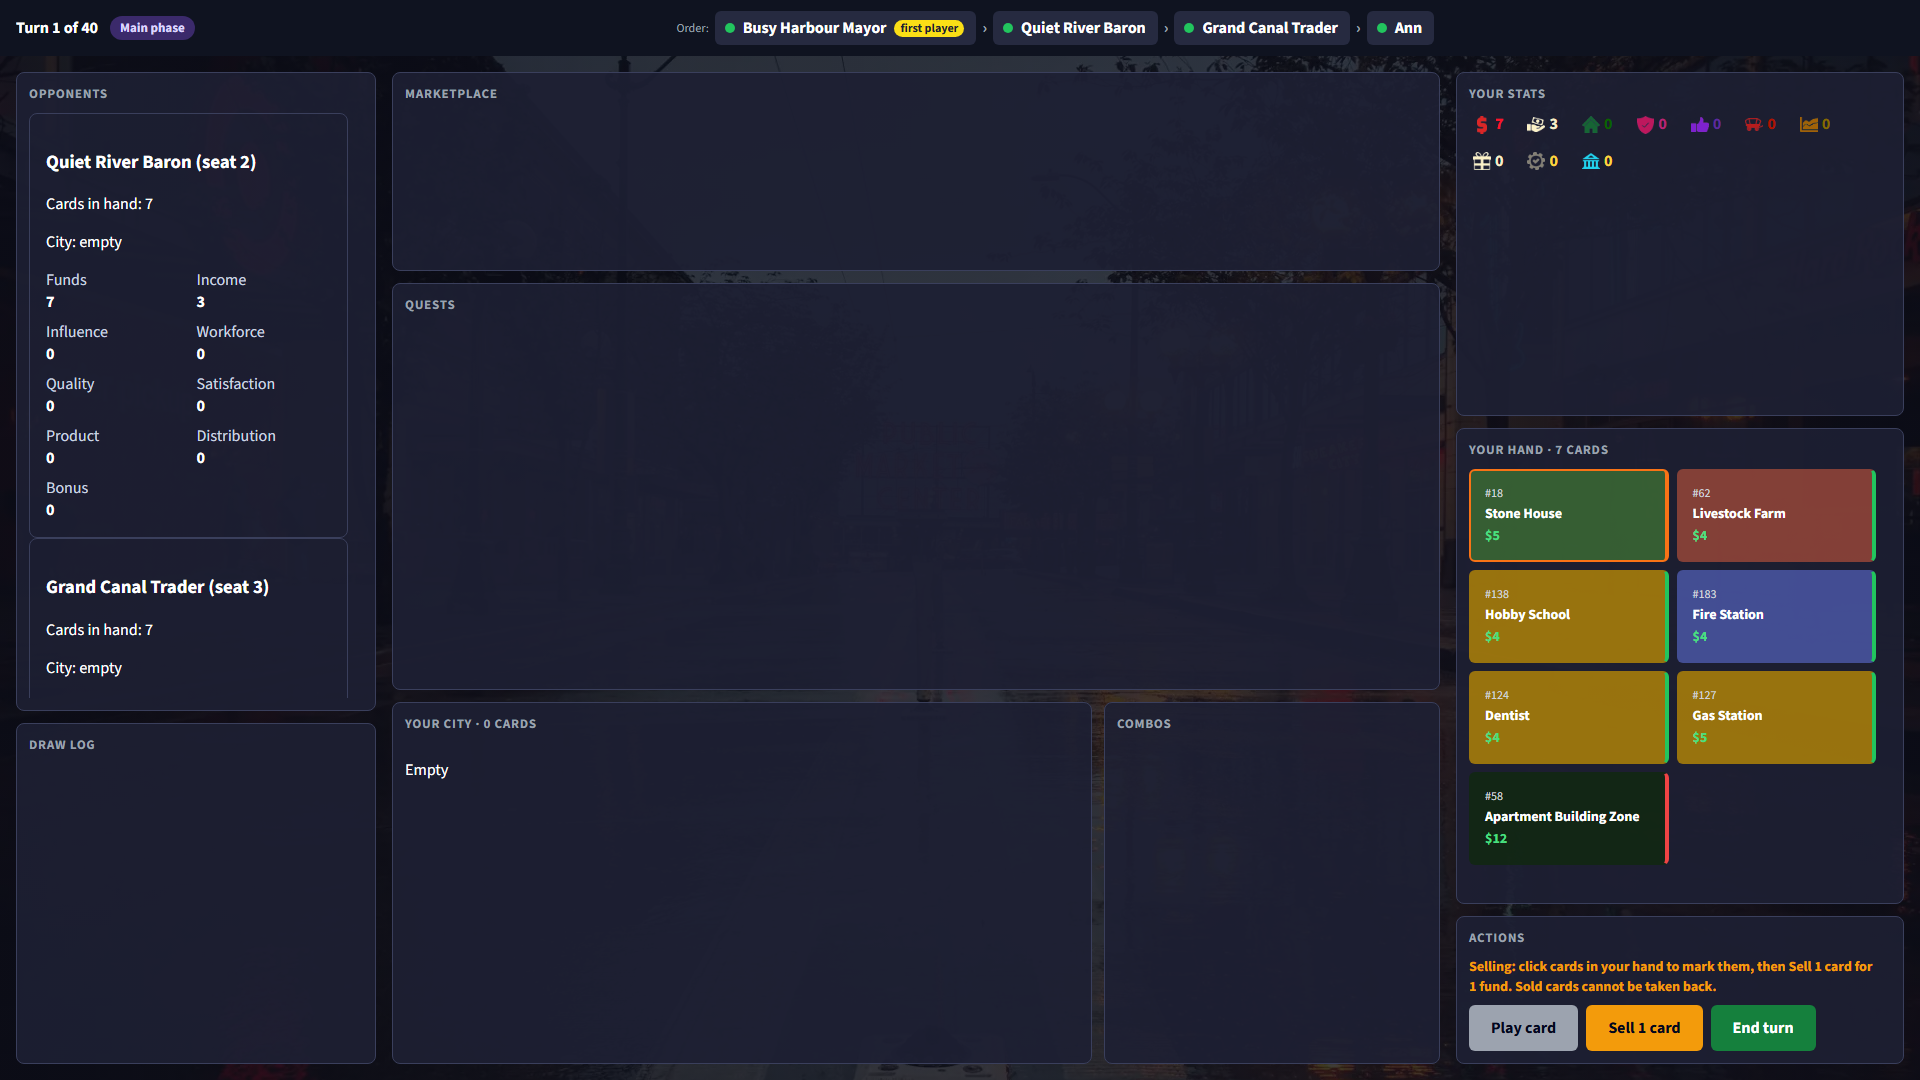 Turn 1 of 40
Main phase
Order:
Busy Harbour Mayor
first player
›
Quiet River Baron
›
Grand Canal Trader
›
Ann
OPPONENTS
Quiet River Baron (seat 2)
Cards in hand: 7
City: empty
Funds
7
Income
3
Influence
0
Workforce
0
Quality
0
Satisfaction
0
Product
0
Distribution
0
Bonus
0
Grand Canal Trader (seat 3)
Cards in hand: 7
City: empty
DRAW LOG
MARKETPLACE
QUESTS
YOUR CITY · 0 CARDS
Empty
COMBOS
YOUR STATS
$ 7
3
0
0
0
0
0
0
0
0
YOUR HAND · 7 CARDS
#18
Stone House
$5
#62
Livestock Farm
$4
#138
Hobby School
$4
#183
Fire Station
$4
#124
Dentist
$4
#127
Gas Station
$5
#58
Apartment Building Zone
$12
ACTIONS
Selling: click cards in your hand to mark them, then Sell 1 card for
1 fund. Sold cards cannot be taken back.
Play card
Sell 1 card
End turn